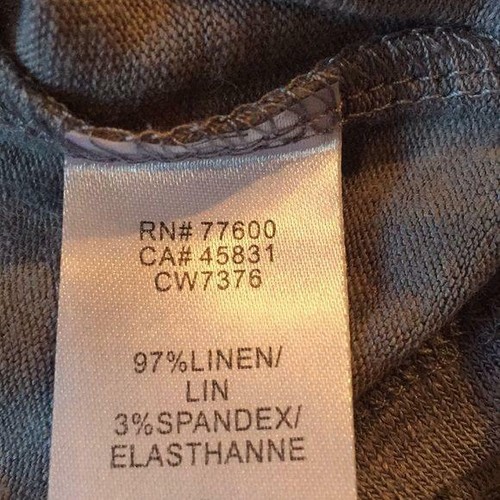 RN# 77600
CA# 45831
CW7376
97%LINEN/
LIN
3%SPANDEX/
ELASTHANNE